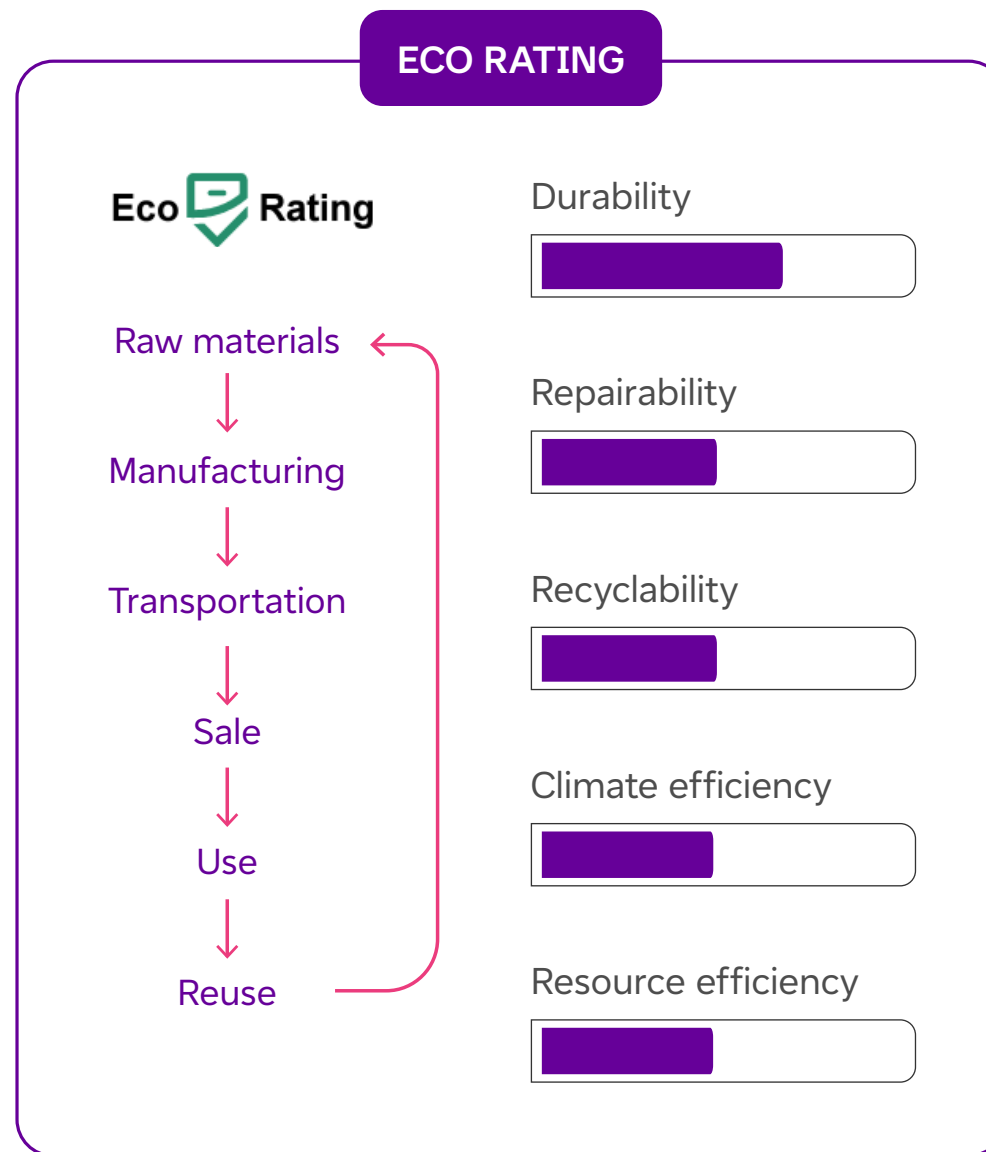 ECO RATING
Eco Rating
Raw materials
Manufacturing
Transportation
Sale
Use
Reuse
Durability
Repairability
Recyclability
Climate efficiency
Resource efficiency